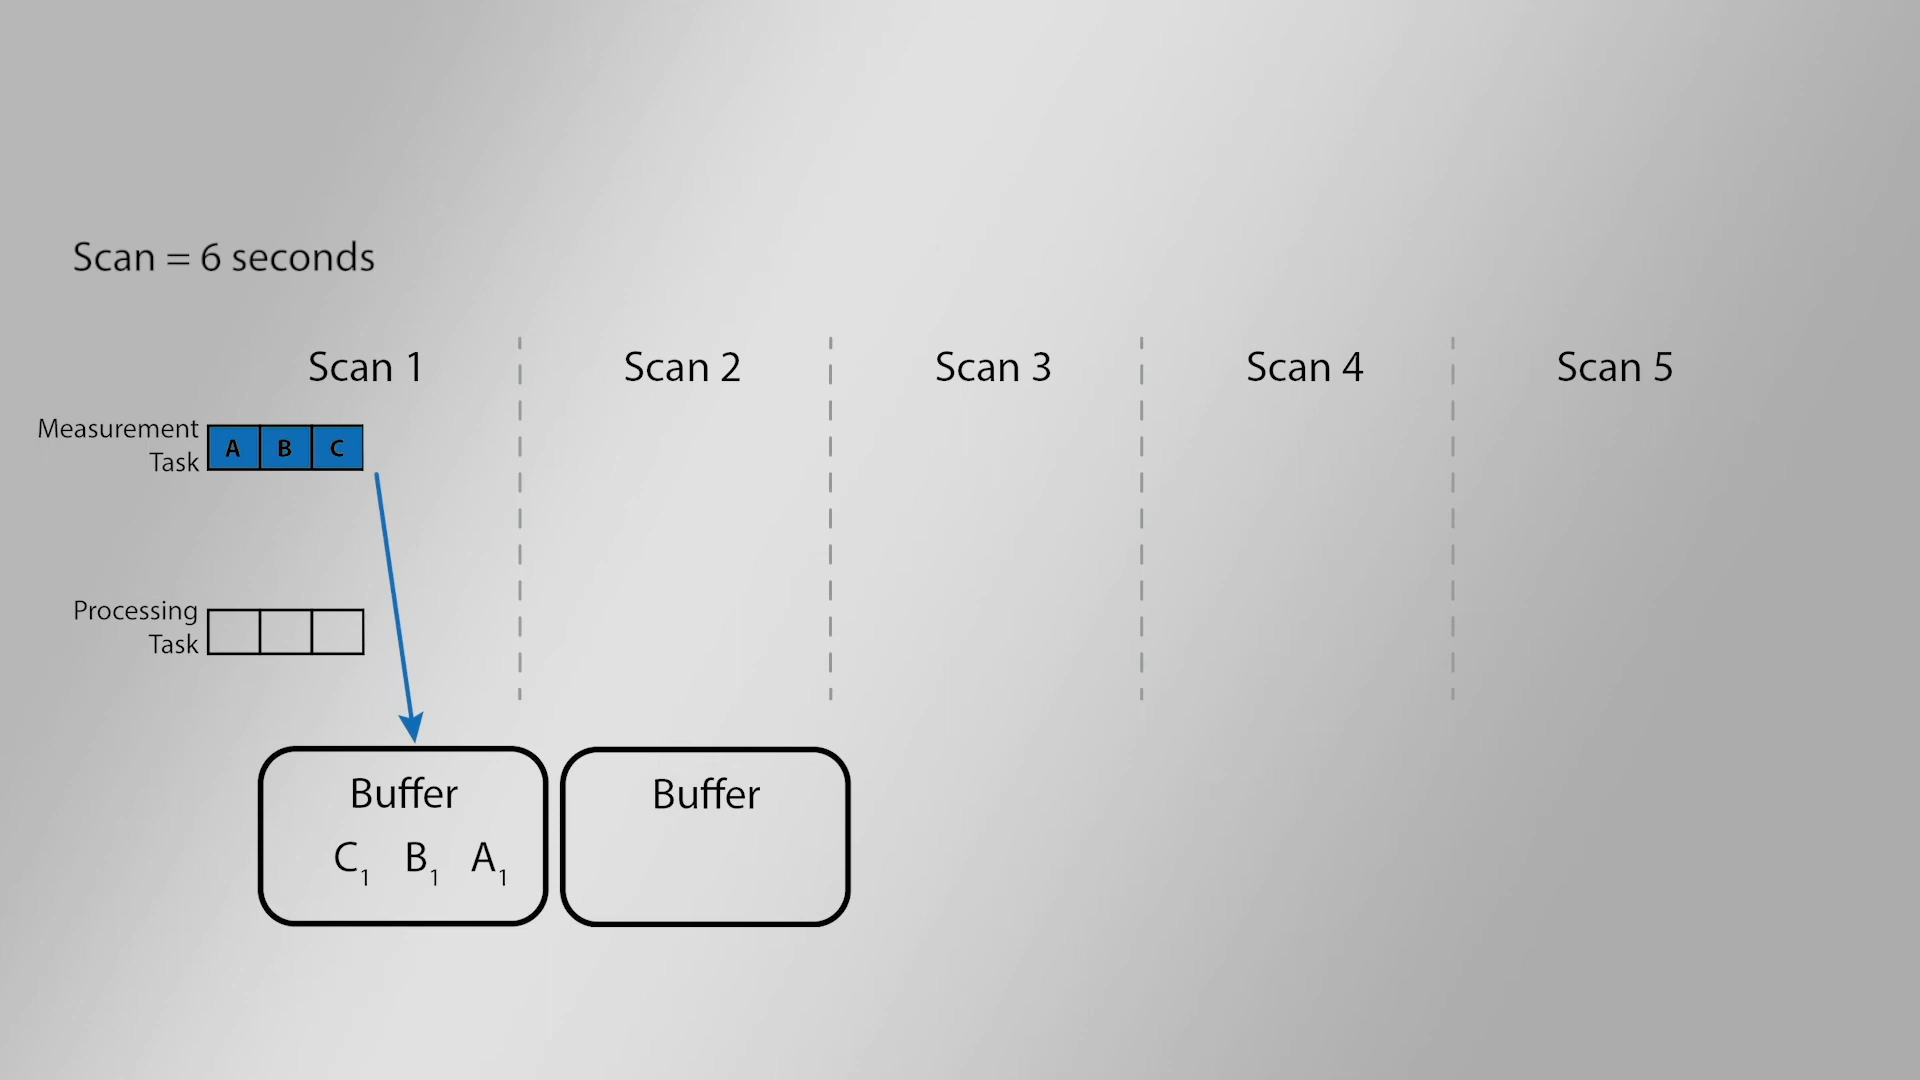 Scan = 6 seconds
Scan 1 Scan 2 Scan 3 Scan 4 Scan 5
Measurement
Task
A B C
Processing
Task
Buffer
C₁ B₁ A₁
Buffer